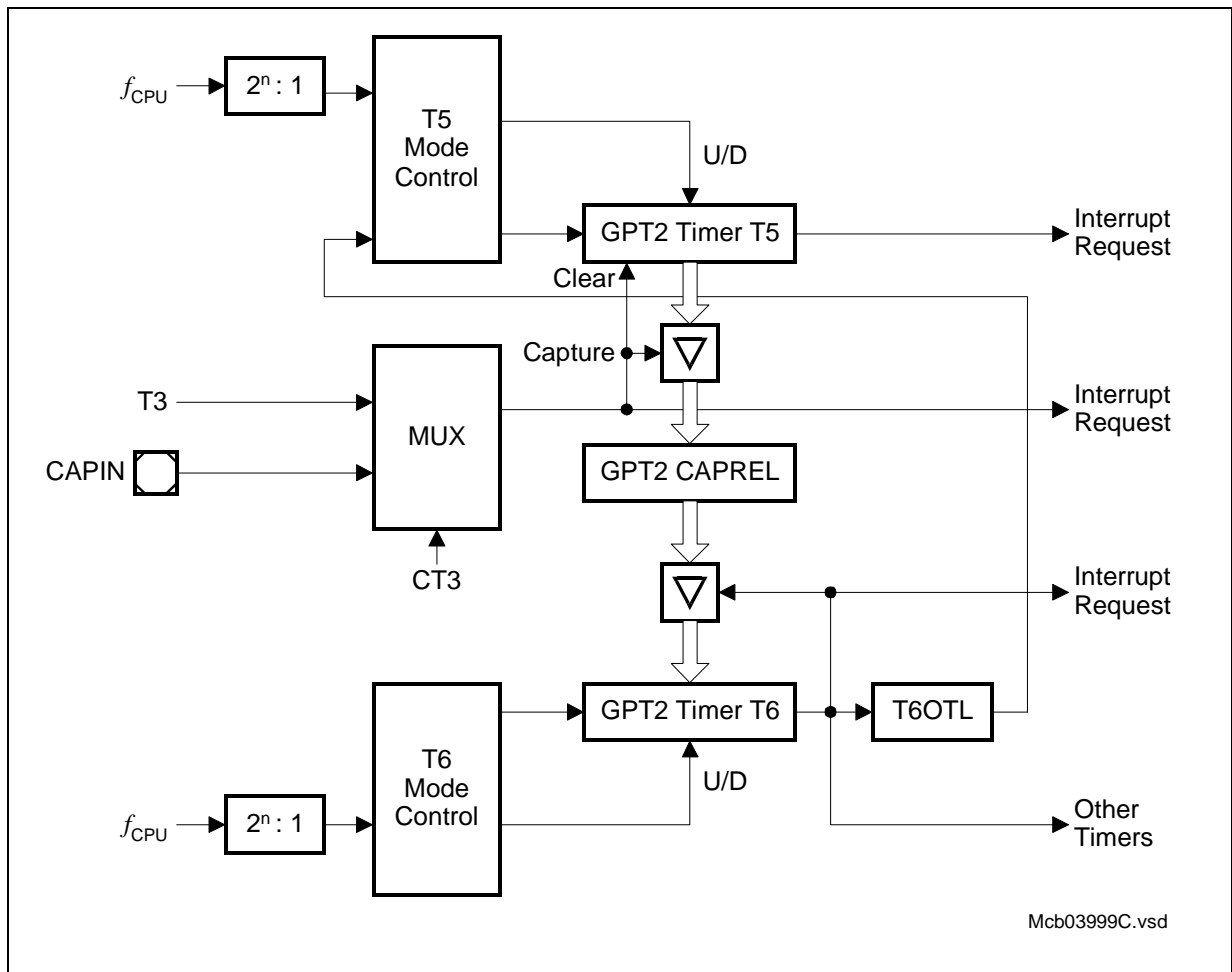 fCPU
2ⁿ : 1
T5
Mode
Control
U/D
GPT2 Timer T5
Interrupt
Request
Clear
Capture
T3
MUX
Interrupt
Request
CAPIN
GPT2 CAPREL
CT3
Interrupt
Request
GPT2 Timer T6
T6OTL
T6
Mode
Control
U/D
fCPU
2ⁿ : 1
Other
Timers
Mcb03999C.vsd